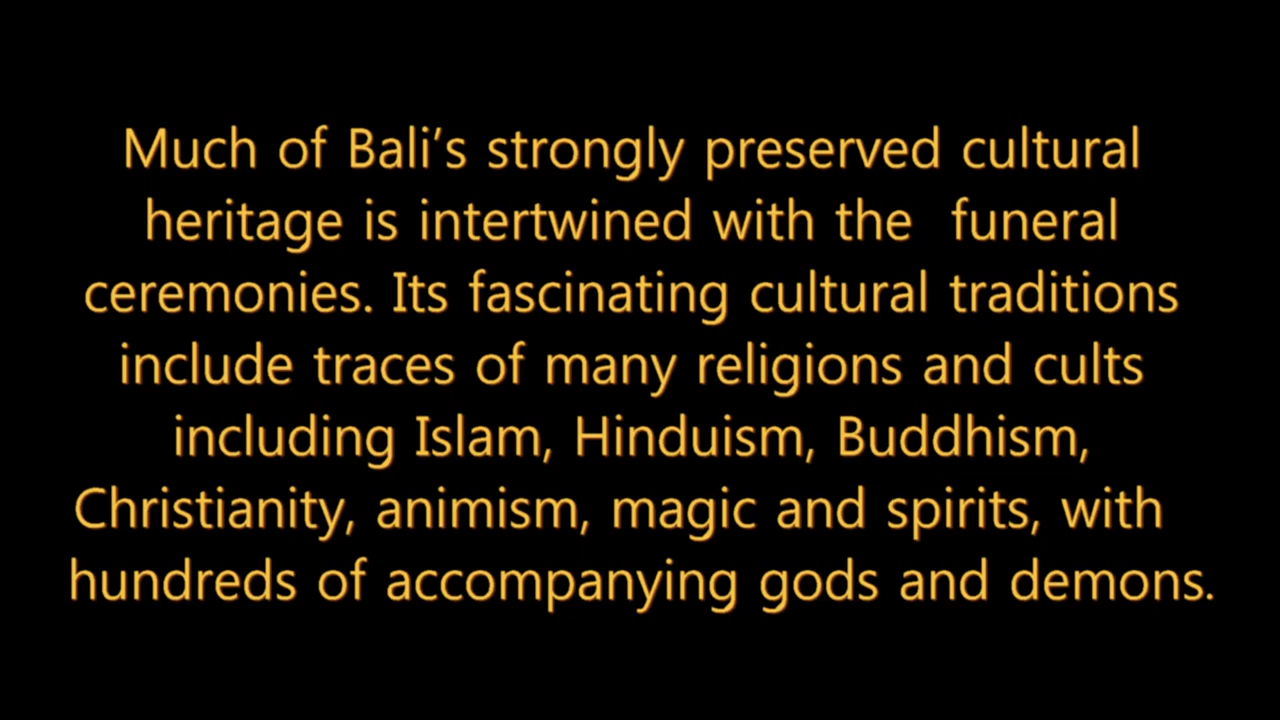 Much of Bali's strongly preserved cultural
heritage is intertwined with the  funeral
ceremonies. Its fascinating cultural traditions
include traces of many religions and cults
including Islam, Hinduism, Buddhism,
Christianity, animism, magic and spirits, with
hundreds of accompanying gods and demons.